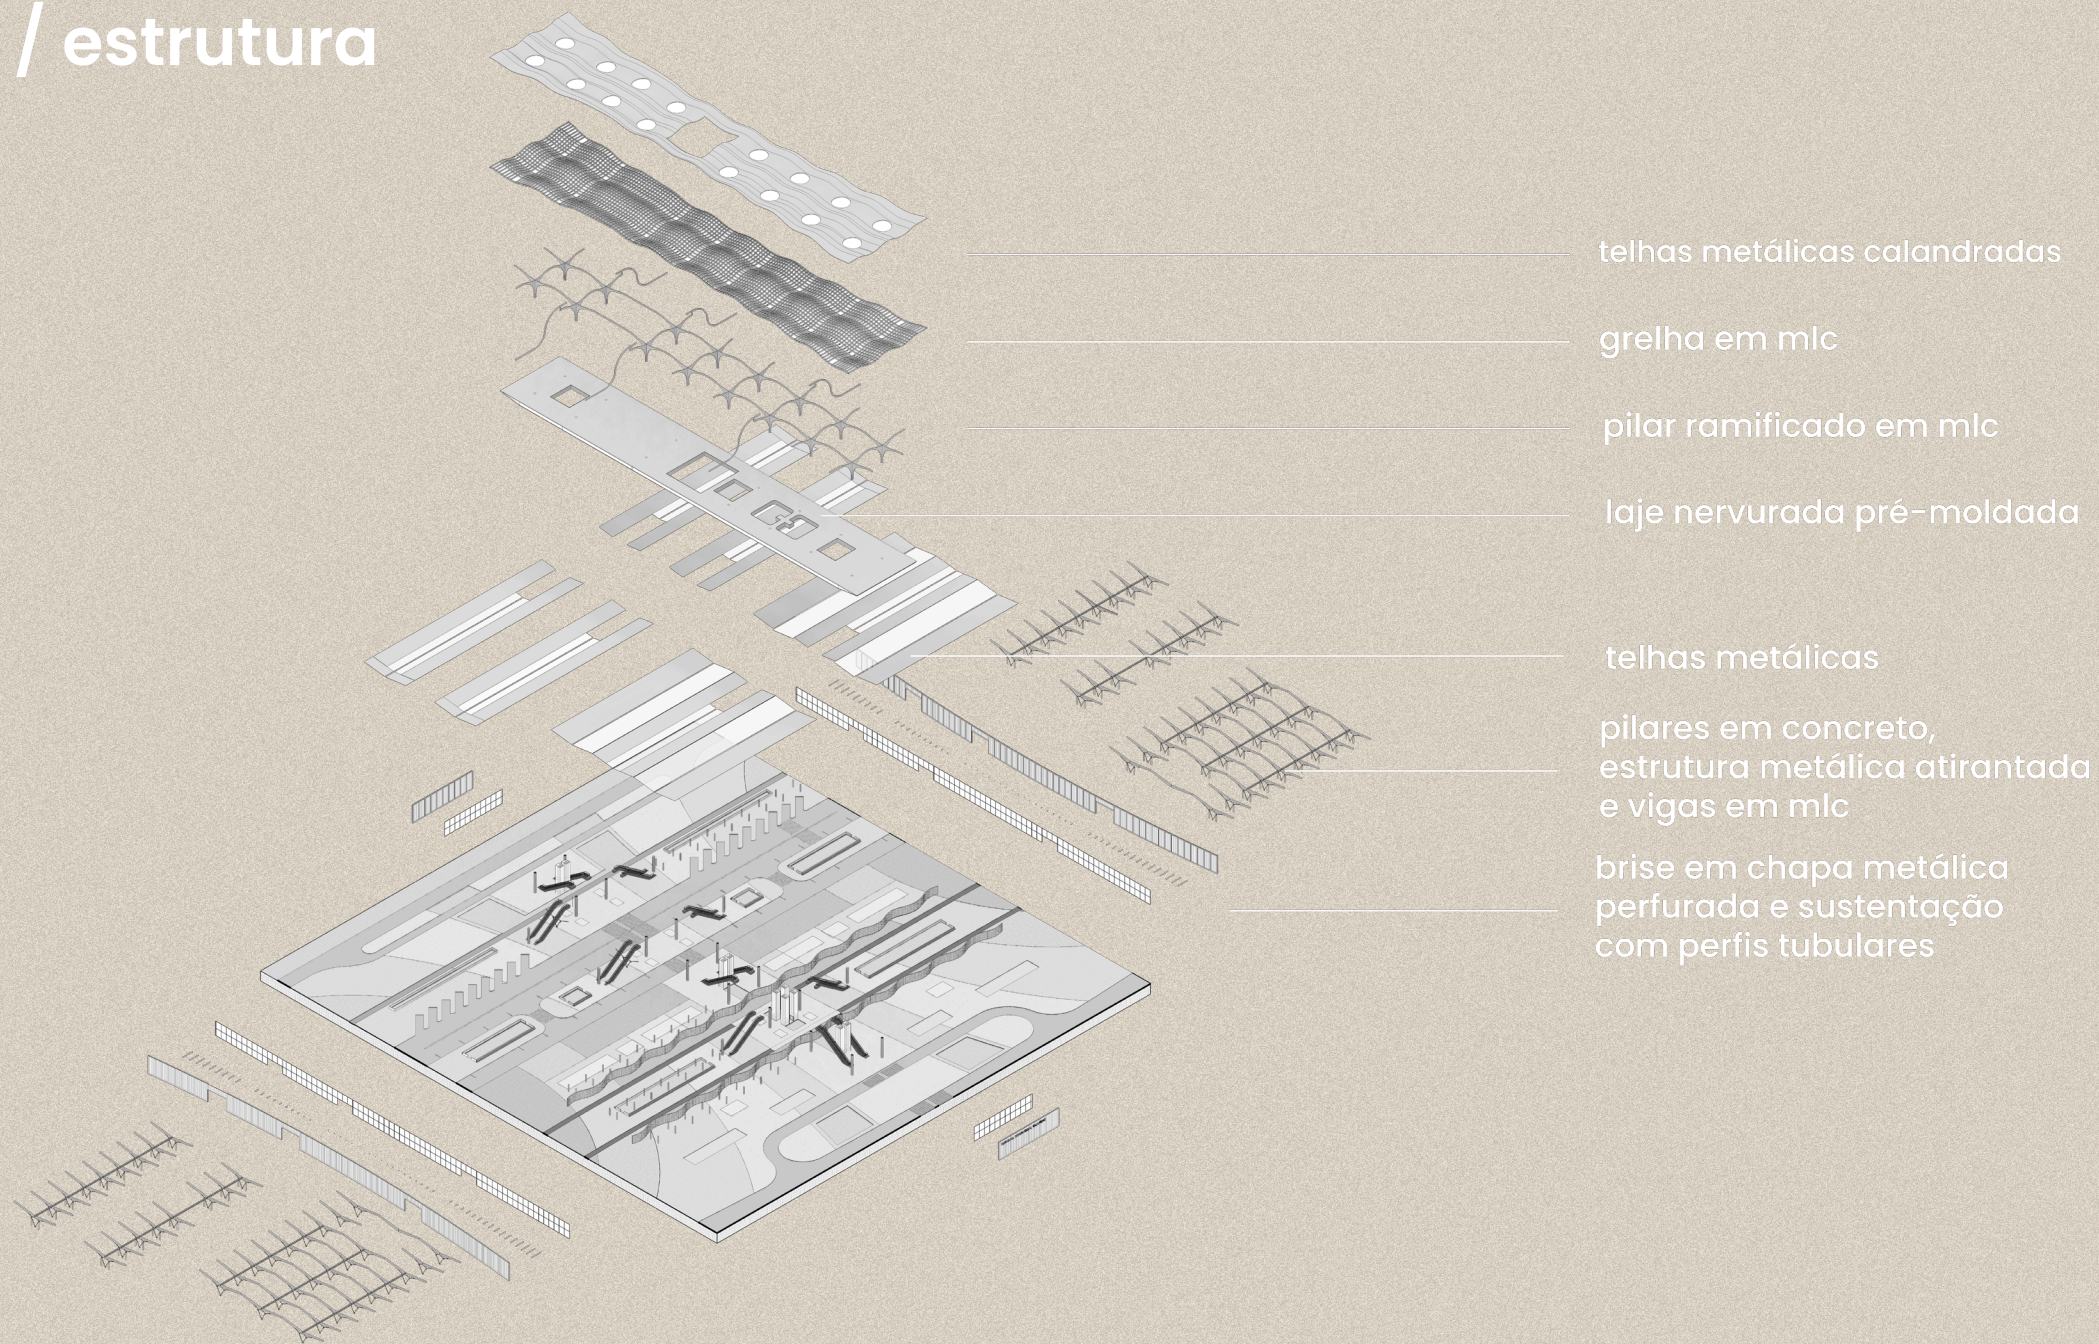 / estrutura
telhas metálicas calandradas
grelha em mlc
pilar ramificado em mlc
laje nervurada pré-moldada
telhas metálicas
pilares em concreto,
estrutura metálica atirantada
e vigas em mlc
brise em chapa metálica
perfurada e sustentação
com perfis tubulares